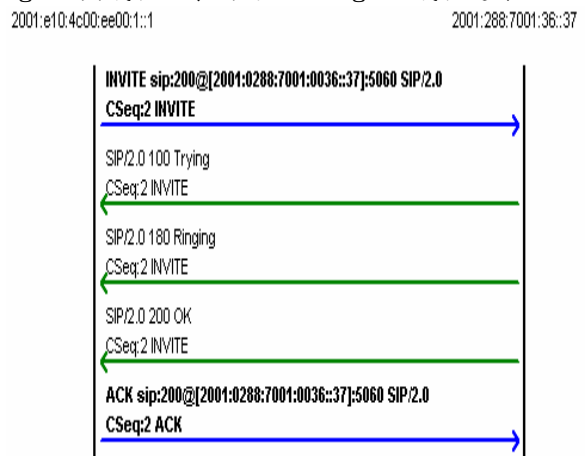 2001:e10:4c00:ee00:1::1 2001:288:7001:36::37
INVITE sip:200@[2001:0288:7001:0036::37]:5060 SIP/2.0
CSeq:2 INVITE
SIP/2.0 100 Trying
CSeq:2 INVITE
SIP/2.0 180 Ringing
CSeq:2 INVITE
SIP/2.0 200 OK
CSeq:2 INVITE
ACK sip:200@[2001:0288:7001:0036::37]:5060 SIP/2.0
CSeq:2 ACK